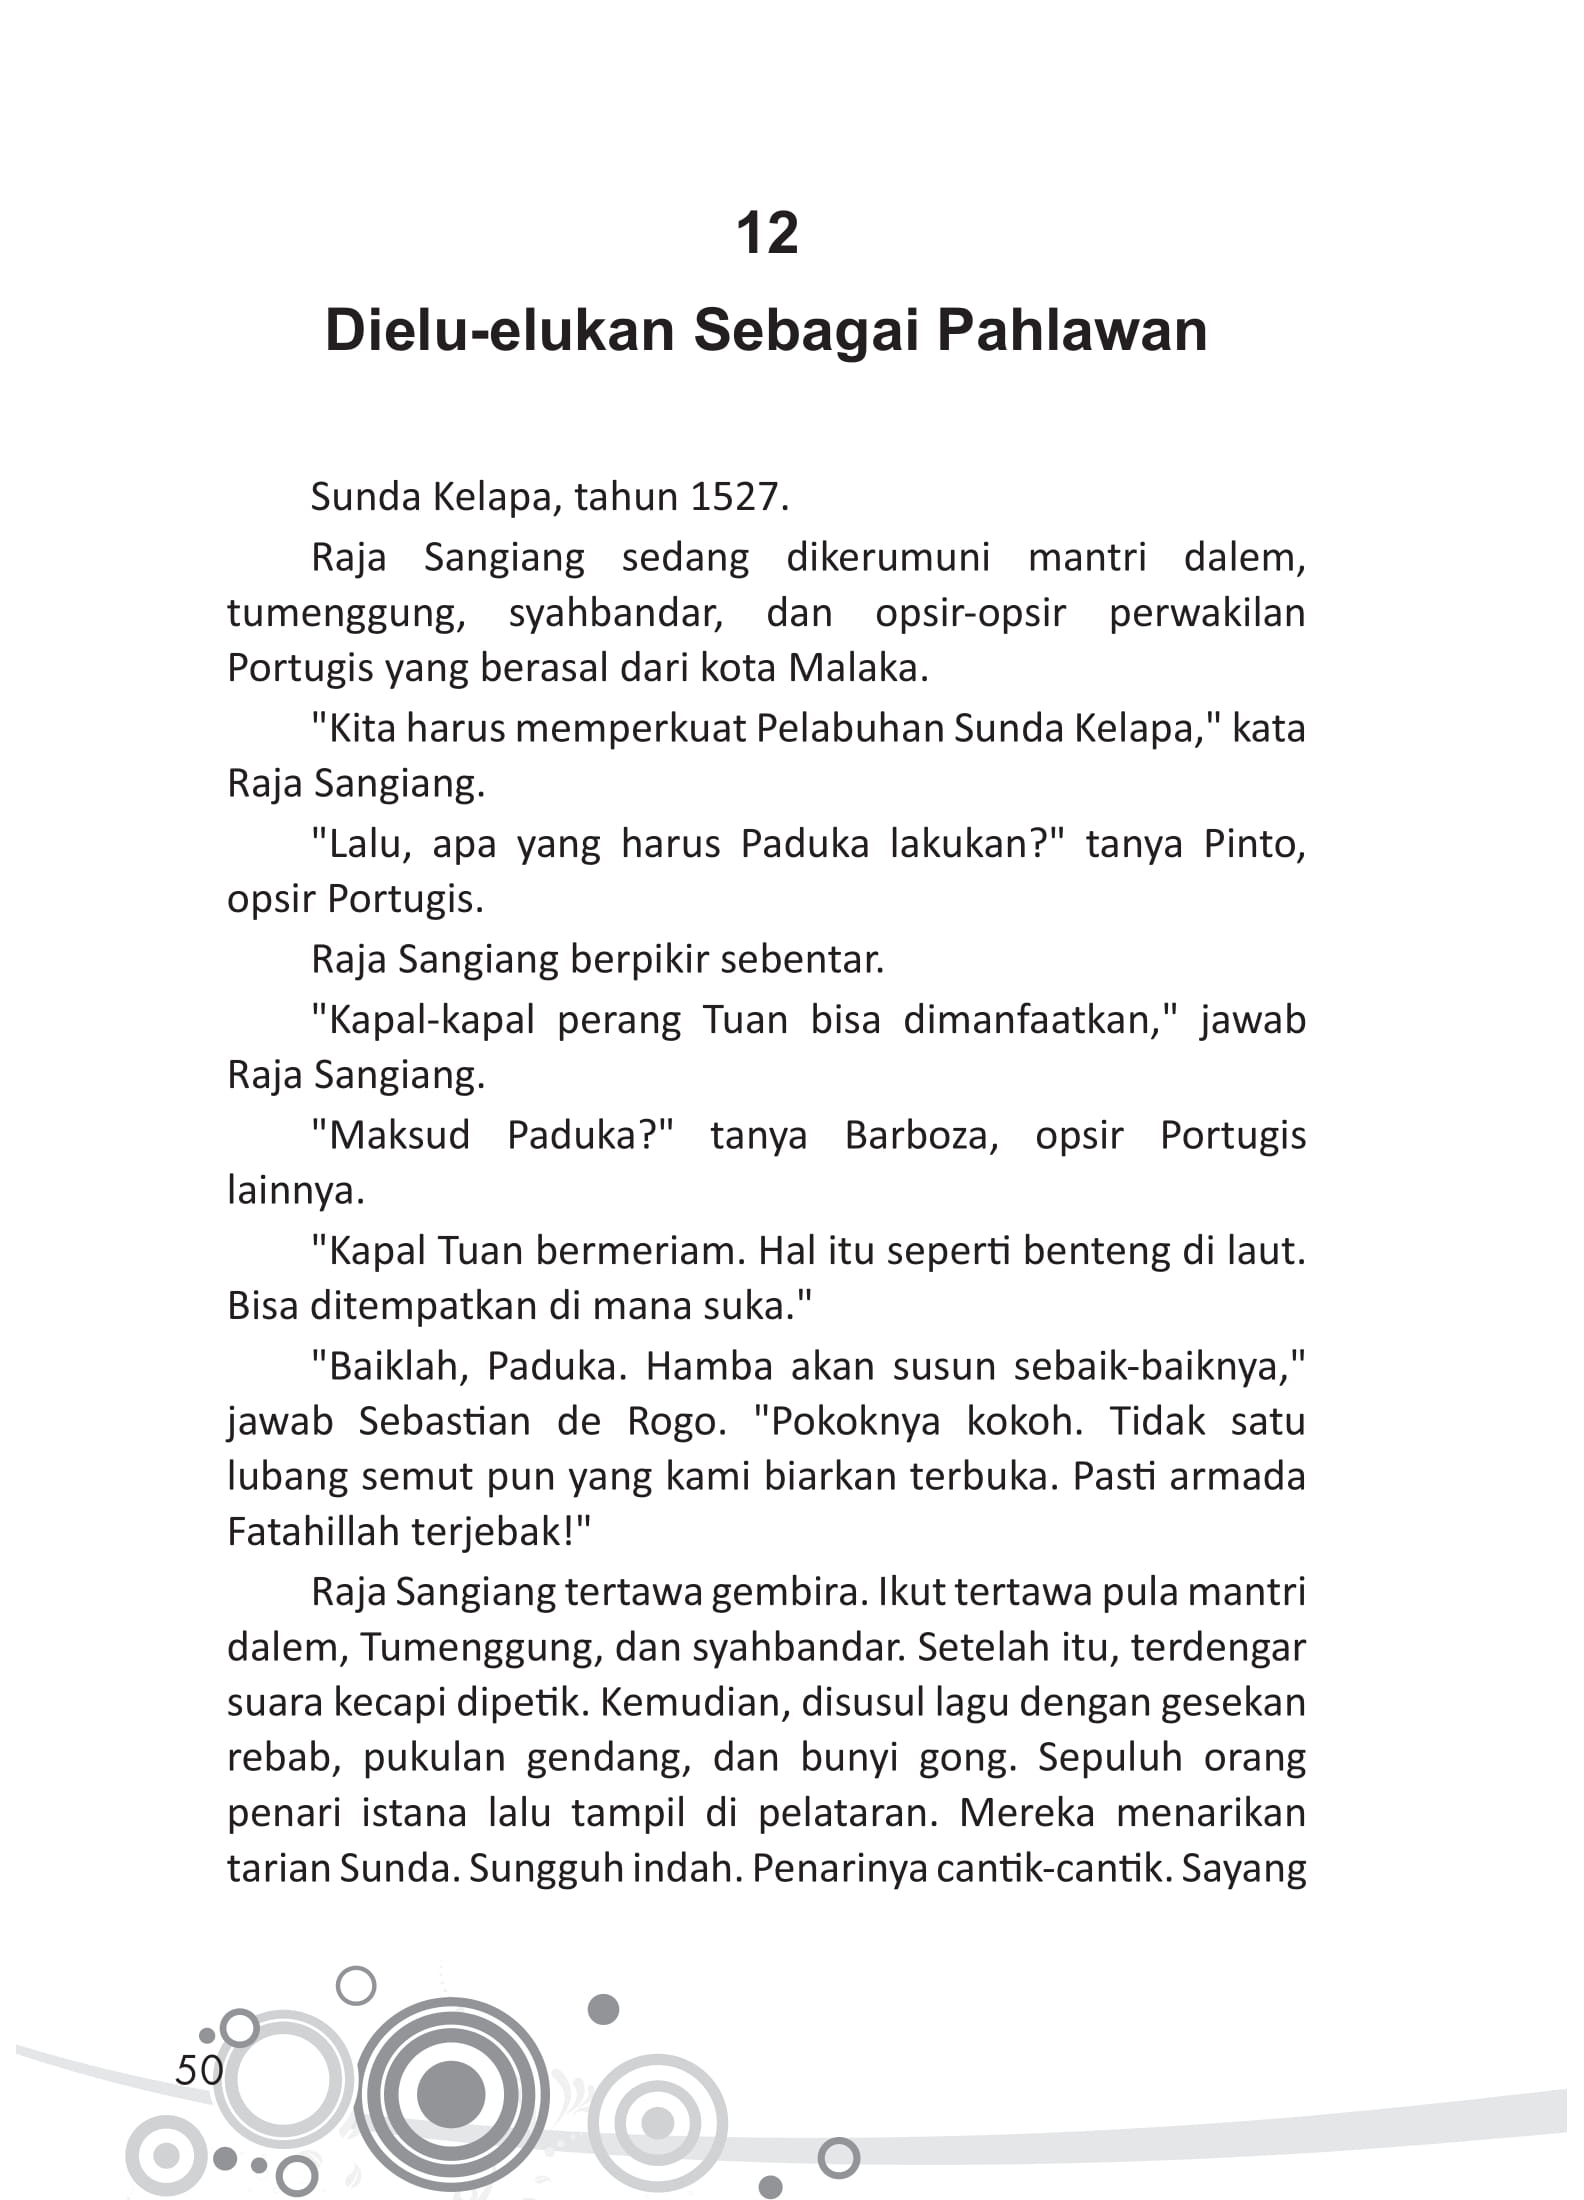 12
Dielu-elukan Sebagai Pahlawan
Sunda Kelapa, tahun 1527.
Raja Sangiang sedang dikerumuni mantri dalem,
tumenggung, syahbandar, dan opsir-opsir perwakilan
Portugis yang berasal dari kota Malaka.
"Kita harus memperkuat Pelabuhan Sunda Kelapa," kata
Raja Sangiang.
"Lalu, apa yang harus Paduka lakukan?" tanya Pinto,
opsir Portugis.
Raja Sangiang berpikir sebentar.
"Kapal-kapal perang Tuan bisa dimanfaatkan," jawab
Raja Sangiang.
"Maksud Paduka?" tanya Barboza, opsir Portugis
lainnya.
"Kapal Tuan bermeriam. Hal itu seperti benteng di laut.
Bisa ditempatkan di mana suka."
"Baiklah, Paduka. Hamba akan susun sebaik-baiknya,"
jawab Sebastian de Rogo. "Pokoknya kokoh. Tidak satu
lubang semut pun yang kami biarkan terbuka. Pasti armada
Fatahillah terjebak!"
Raja Sangiang tertawa gembira. Ikut tertawa pula mantri
dalem, Tumenggung, dan syahbandar. Setelah itu, terdengar
suara kecapi dipetik. Kemudian, disusul lagu dengan gesekan
rebab, pukulan gendang, dan bunyi gong. Sepuluh orang
penari istana lalu tampil di pelataran. Mereka menarikan
tarian Sunda. Sungguh indah. Penarinya cantik-cantik. Sayang
50